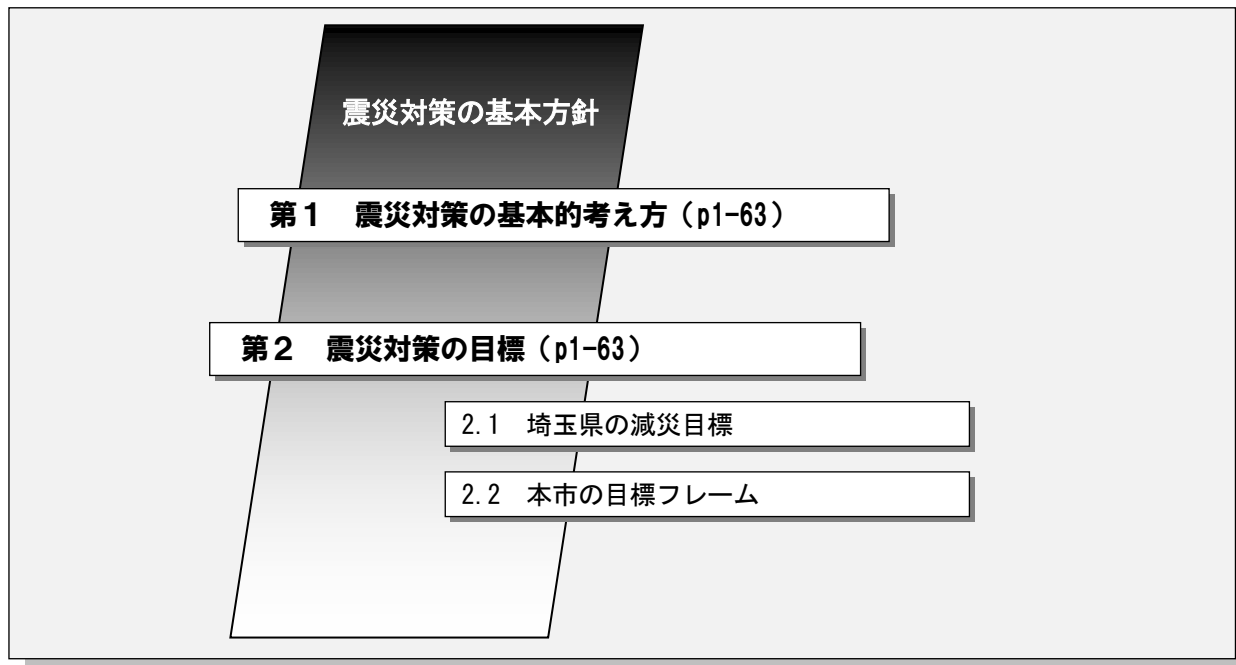 震災対策の基本方針
第１　震災対策の基本的考え方（p1-63）
第２　震災対策の目標（p1-63）
2.1　埼玉県の減災目標
2.2　本市の目標フレーム